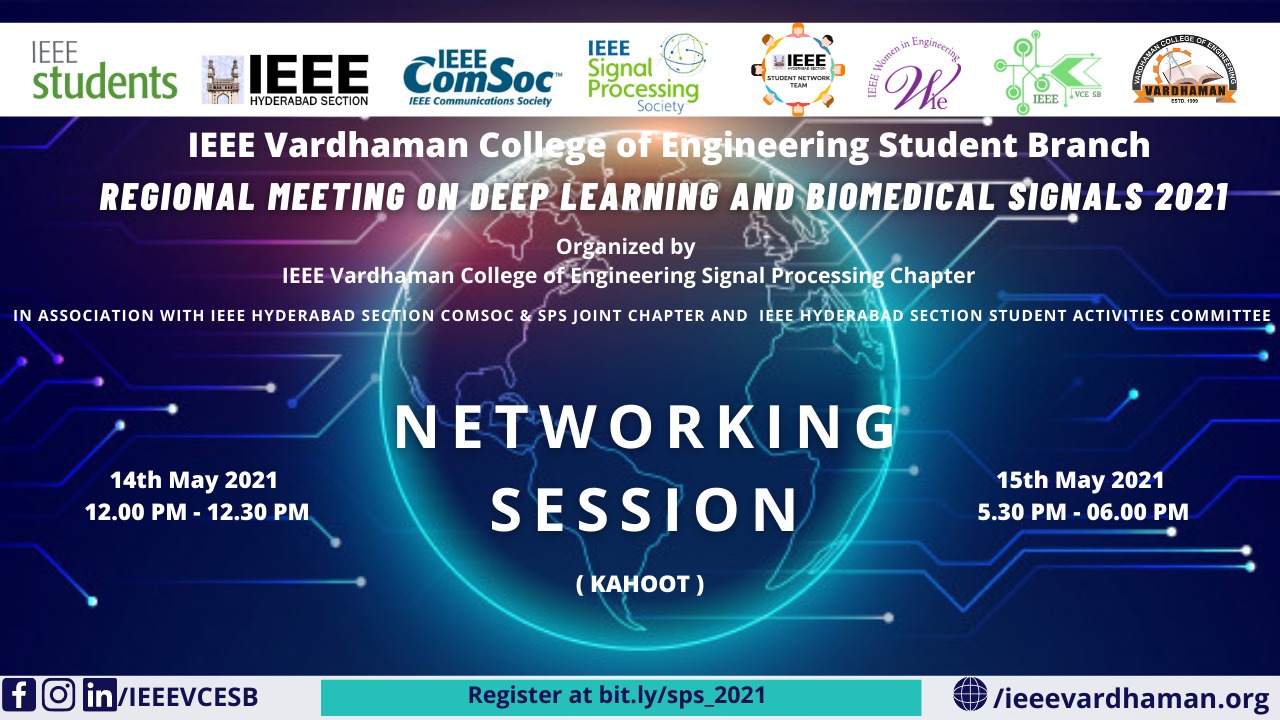 IEEE
students
IEEE
HYDERABAD SECTION
IEEE
ComSoc™
IEEE Communications Society
IEEE
Signal
Processing
Society
IEEE
HYDERABAD SECTION
STUDENT NETWORK
TEAM
IEEE Women in Engineering
WIE
IEEE VCE SB
VARDHAMAN COLLEGE OF ENGINEERING
VARDHAMAN
ESTD. 1999
IEEE Vardhaman College of Engineering Student Branch
REGIONAL MEETING ON DEEP LEARNING AND BIOMEDICAL SIGNALS 2021
Organized by
IEEE Vardhaman College of Engineering Signal Processing Chapter
IN ASSOCIATION WITH IEEE HYDERABAD SECTION COMSOC & SPS JOINT CHAPTER AND IEEE HYDERABAD SECTION STUDENT ACTIVITIES COMMITTEE
NETWORKING
SESSION
( KAHOOT )
14th May 2021
12.00 PM - 12.30 PM
15th May 2021
5.30 PM - 06.00 PM
/IEEEVCESB
Register at bit.ly/sps_2021
/ieeevardhaman.org